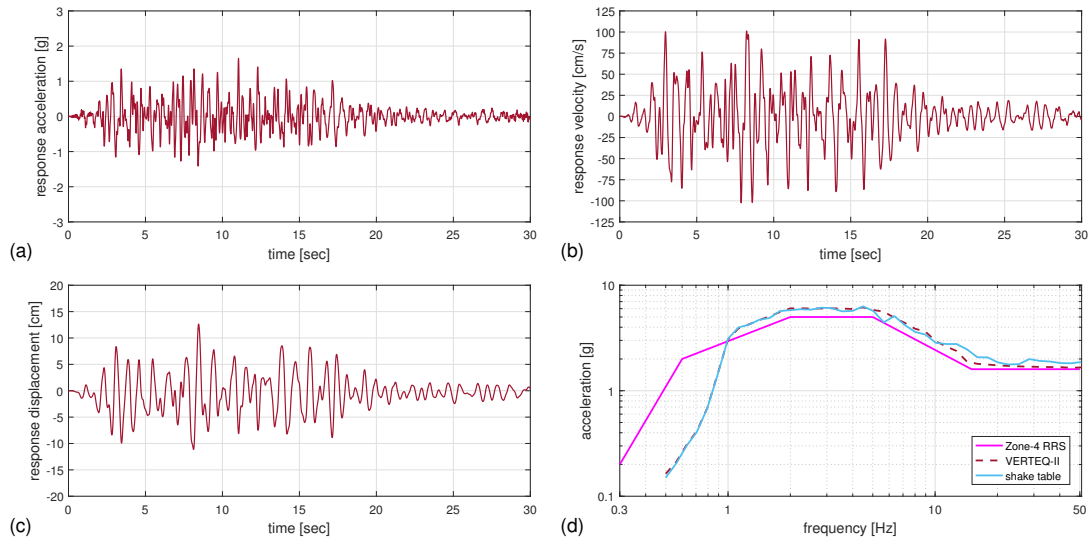 response acceleration [g]
3
2
1
0
-1
-2
-3
0 5 10 15 20 25 30
time [sec]
(a)
response velocity [cm/s]
125
100
75
50
25
0
-25
-50
-75
-100
-125
0 5 10 15 20 25 30
time [sec]
(b)
response displacement [cm]
20
15
10
5
0
-5
-10
-15
-20
0 5 10 15 20 25 30
time [sec]
(c)
acceleration [g]
10
1
0.1
0.3 1 10 50
frequency [Hz]
Zone-4 RRS
VERTEQ-II
shake table
(d)